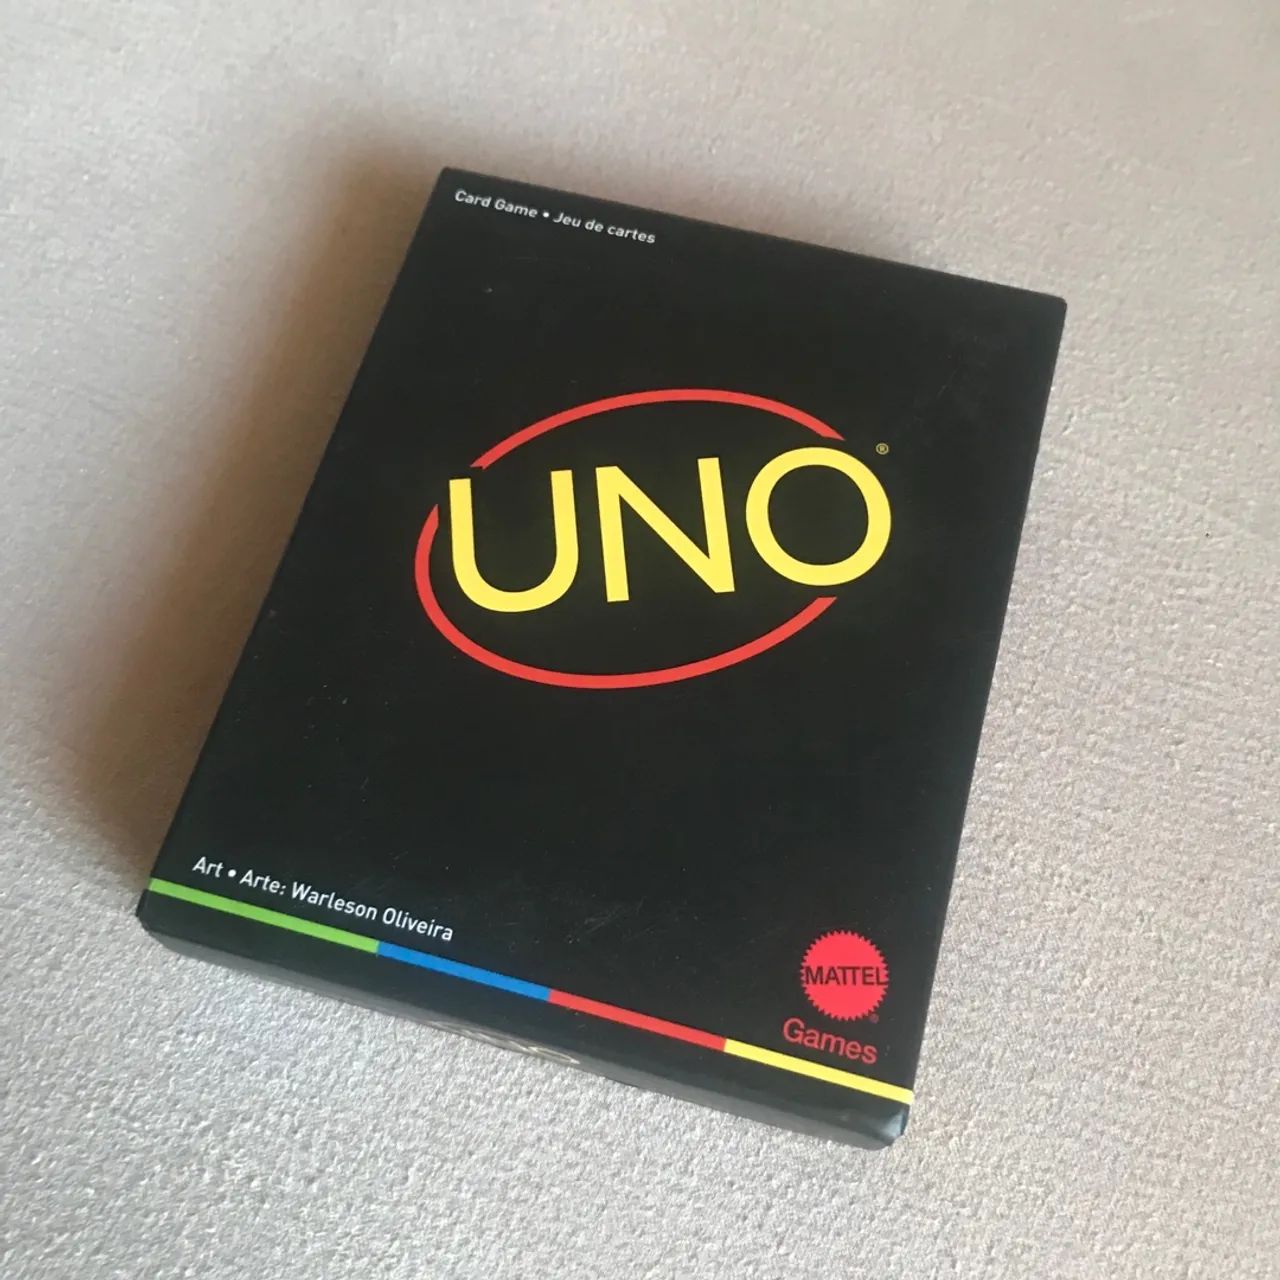 Card Game • Jeu de cartes
UNO®
Art • Arte: Warleson Oliveira
MATTEL®
Games